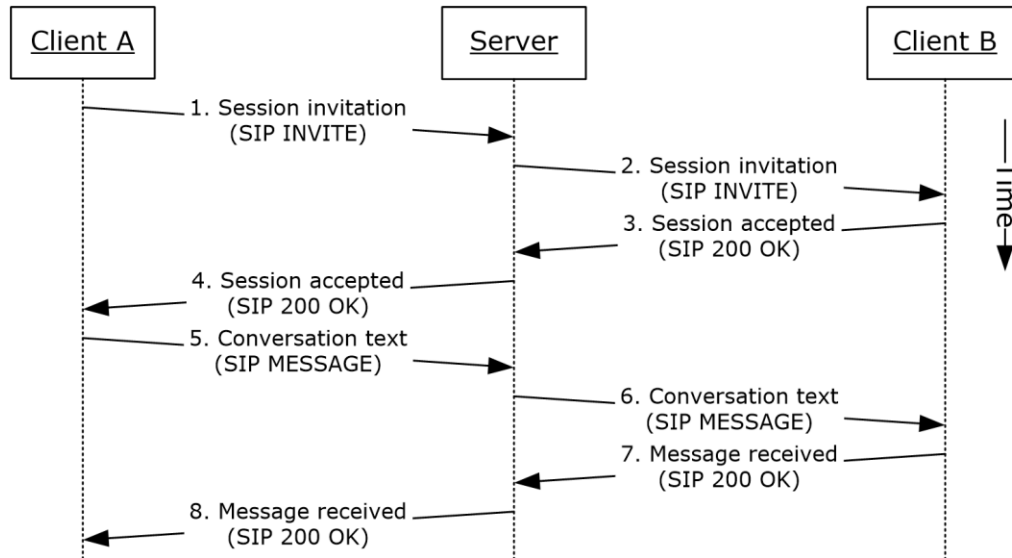 Client A
Server
Client B
1. Session invitation
(SIP INVITE)
2. Session invitation
(SIP INVITE)
Time
3. Session accepted
(SIP 200 OK)
4. Session accepted
(SIP 200 OK)
5. Conversation text
(SIP MESSAGE)
6. Conversation text
(SIP MESSAGE)
7. Message received
(SIP 200 OK)
8. Message received
(SIP 200 OK)